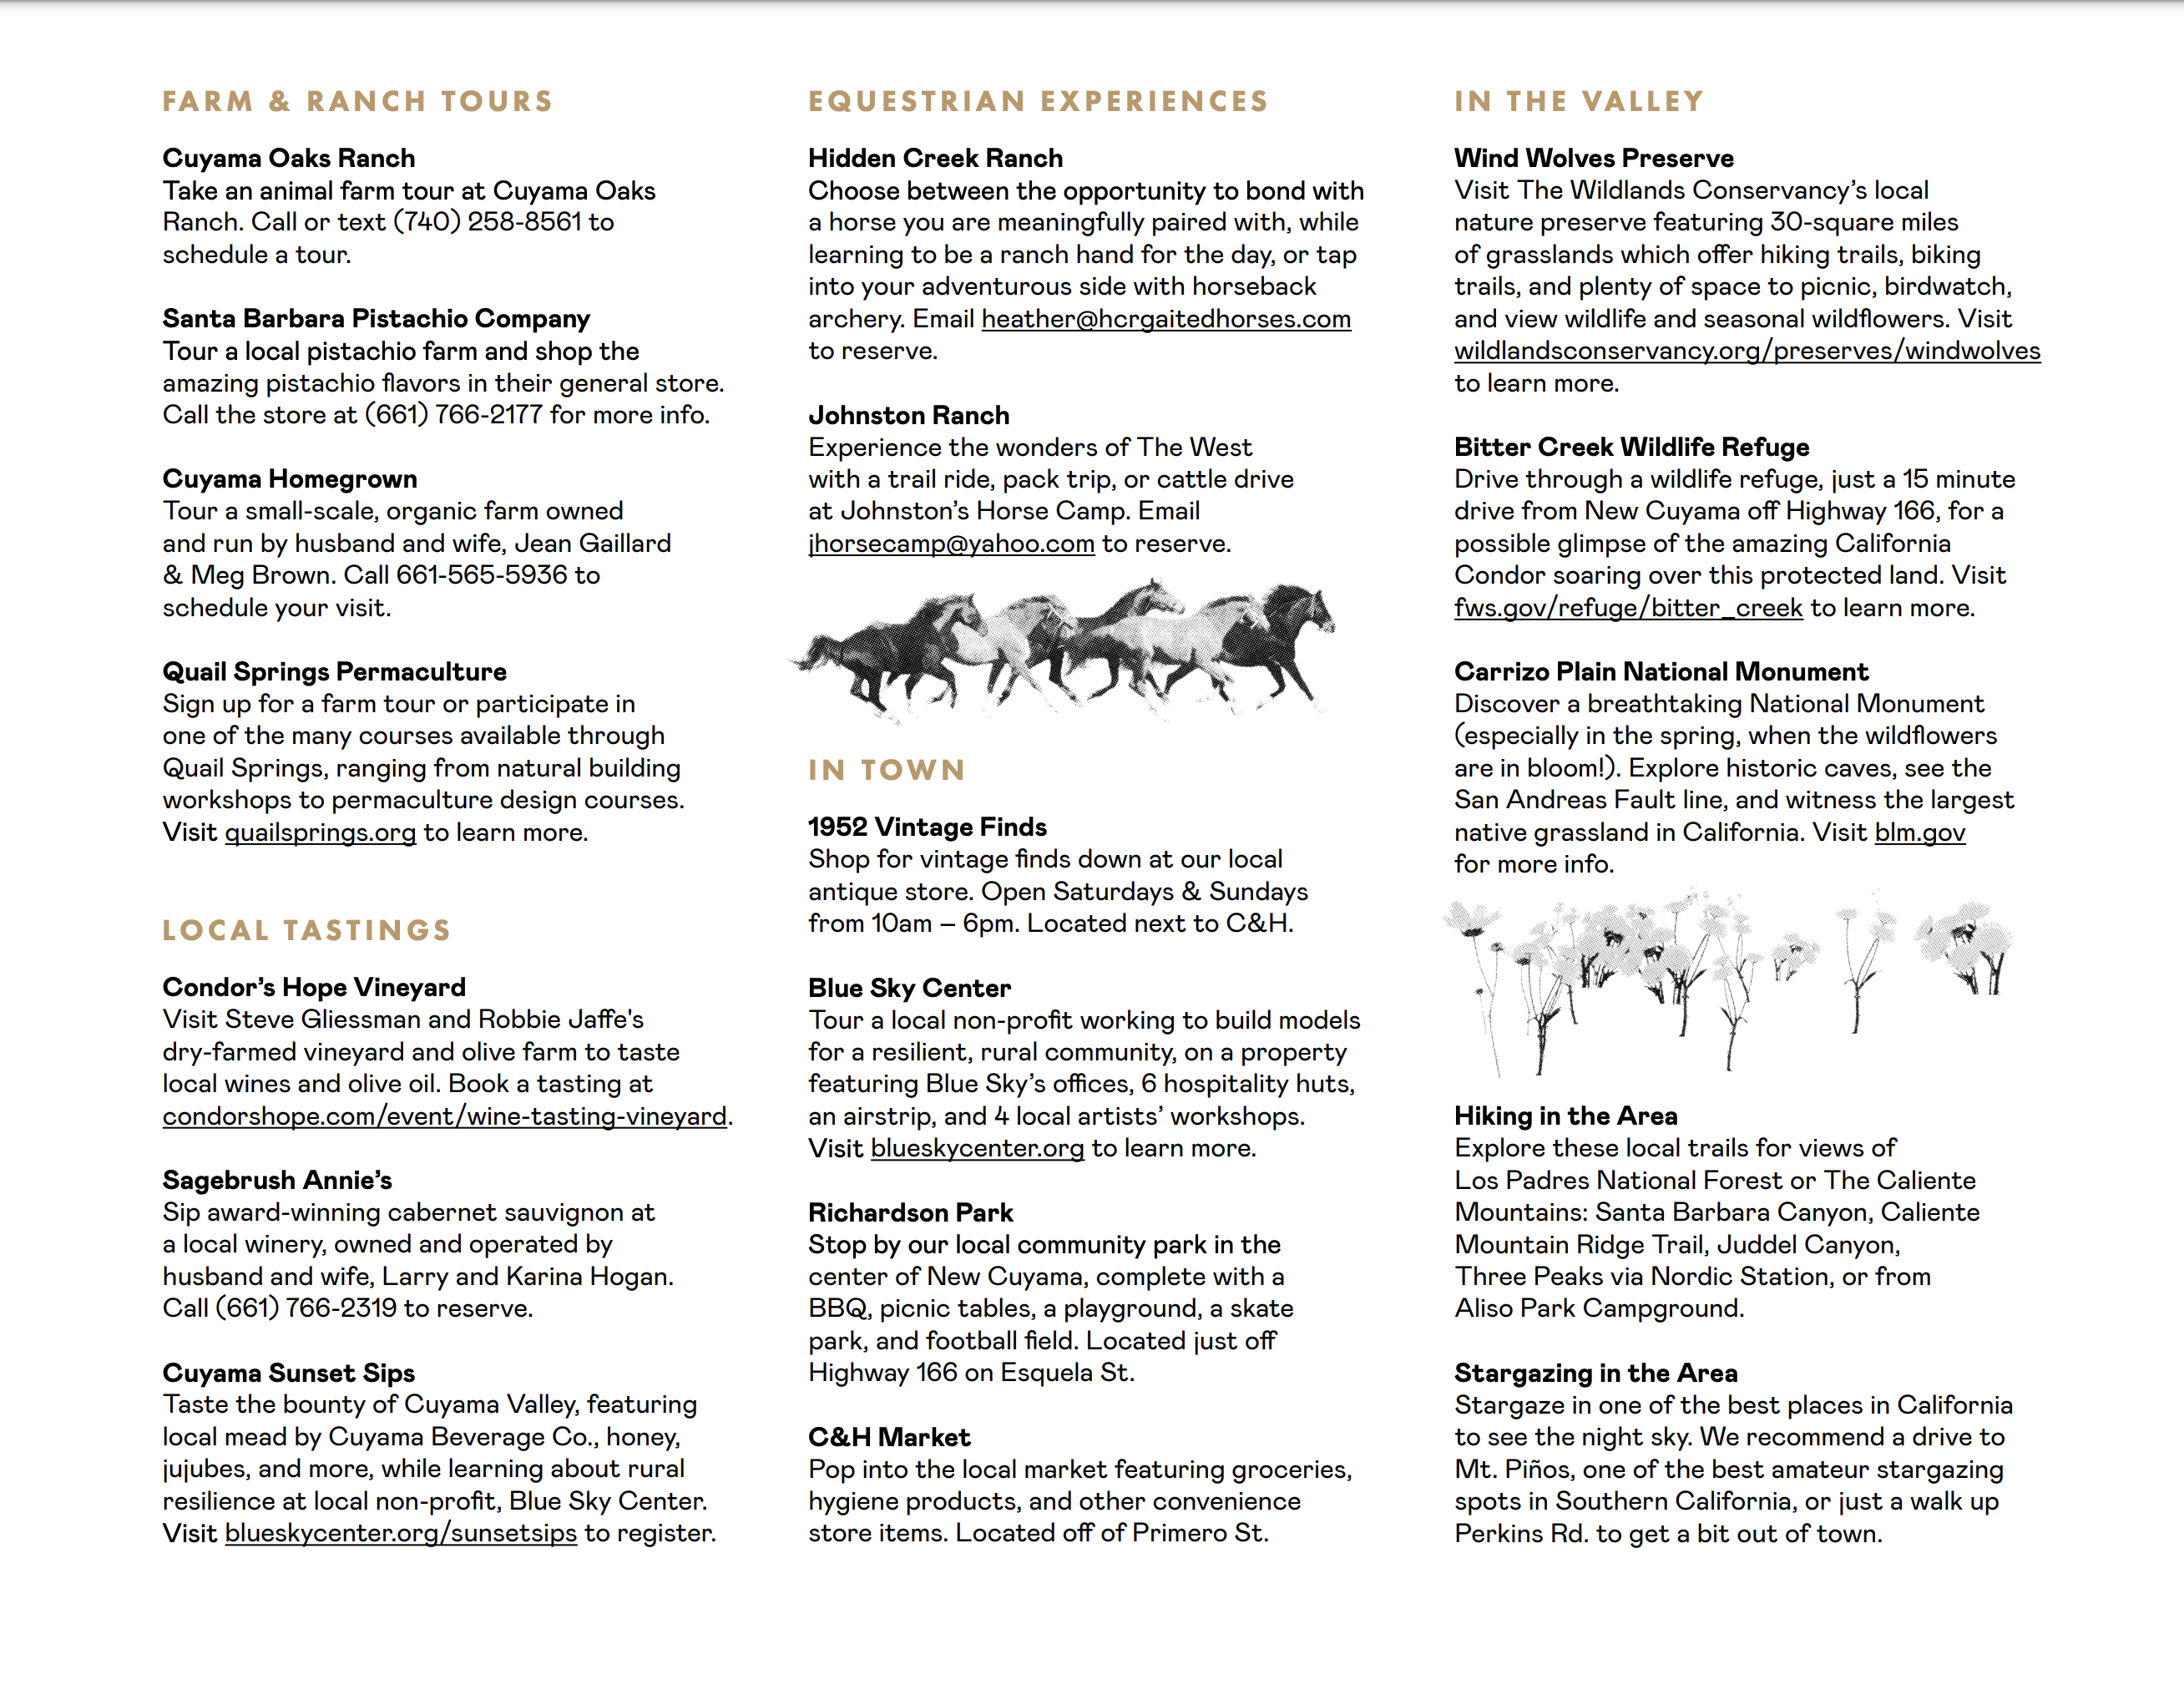 FARM & RANCH TOURS
Cuyama Oaks Ranch
Take an animal farm tour at Cuyama Oaks
Ranch. Call or text (740) 258-8561 to
schedule a tour.
Santa Barbara Pistachio Company
Tour a local pistachio farm and shop the
amazing pistachio flavors in their general store.
Call the store at (661) 766-2177 for more info.
Cuyama Homegrown
Tour a small-scale, organic farm owned
and run by husband and wife, Jean Gaillard
& Meg Brown. Call 661-565-5936 to
schedule your visit.
Quail Springs Permaculture
Sign up for a farm tour or participate in
one of the many courses available through
Quail Springs, ranging from natural building
workshops to permaculture design courses.
Visit quailsprings.org to learn more.
LOCAL TASTINGS
Condor’s Hope Vineyard
Visit Steve Gliessman and Robbie Jaffe's
dry-farmed vineyard and olive farm to taste
local wines and olive oil. Book a tasting at
condorshope.com/event/wine-tasting-vineyard.
Sagebrush Annie’s
Sip award-winning cabernet sauvignon at
a local winery, owned and operated by
husband and wife, Larry and Karina Hogan.
Call (661) 766-2319 to reserve.
Cuyama Sunset Sips
Taste the bounty of Cuyama Valley, featuring
local mead by Cuyama Beverage Co., honey,
jujubes, and more, while learning about rural
resilience at local non-profit, Blue Sky Center.
Visit blueskycenter.org/sunsetsips to register.
EQUESTRIAN EXPERIENCES
Hidden Creek Ranch
Choose between the opportunity to bond with
a horse you are meaningfully paired with, while
learning to be a ranch hand for the day, or tap
into your adventurous side with horseback
archery. Email heather@hcrgaitedhorses.com
to reserve.
Johnston Ranch
Experience the wonders of The West
with a trail ride, pack trip, or cattle drive
at Johnston’s Horse Camp. Email
jhorsecamp@yahoo.com to reserve.
IN TOWN
1952 Vintage Finds
Shop for vintage finds down at our local
antique store. Open Saturdays & Sundays
from 10am – 6pm. Located next to C&H.
Blue Sky Center
Tour a local non-profit working to build models
for a resilient, rural community, on a property
featuring Blue Sky’s offices, 6 hospitality huts,
an airstrip, and 4 local artists’ workshops.
Visit blueskycenter.org to learn more.
Richardson Park
Stop by our local community park in the
center of New Cuyama, complete with a
BBQ, picnic tables, a playground, a skate
park, and football field. Located just off
Highway 166 on Esquela St.
C&H Market
Pop into the local market featuring groceries,
hygiene products, and other convenience
store items. Located off of Primero St.
IN THE VALLEY
Wind Wolves Preserve
Visit The Wildlands Conservancy’s local
nature preserve featuring 30-square miles
of grasslands which offer hiking trails, biking
trails, and plenty of space to picnic, birdwatch,
and view wildlife and seasonal wildflowers. Visit
wildlandsconservancy.org/preserves/windwolves
to learn more.
Bitter Creek Wildlife Refuge
Drive through a wildlife refuge, just a 15 minute
drive from New Cuyama off Highway 166, for a
possible glimpse of the amazing California
Condor soaring over this protected land. Visit
fws.gov/refuge/bitter_creek to learn more.
Carrizo Plain National Monument
Discover a breathtaking National Monument
(especially in the spring, when the wildflowers
are in bloom!). Explore historic caves, see the
San Andreas Fault line, and witness the largest
native grassland in California. Visit blm.gov
for more info.
Hiking in the Area
Explore these local trails for views of
Los Padres National Forest or The Caliente
Mountains: Santa Barbara Canyon, Caliente
Mountain Ridge Trail, Juddel Canyon,
Three Peaks via Nordic Station, or from
Aliso Park Campground.
Stargazing in the Area
Stargaze in one of the best places in California
to see the night sky. We recommend a drive to
Mt. Piños, one of the best amateur stargazing
spots in Southern California, or just a walk up
Perkins Rd. to get a bit out of town.